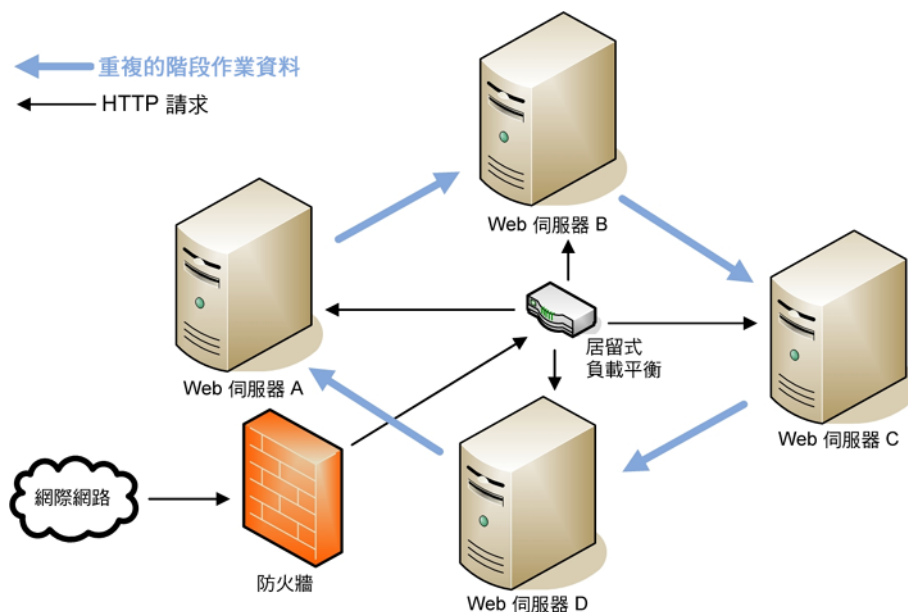 重複的階段作業資料
HTTP 請求
Web 伺服器 B
Web 伺服器 A
居留式
負載平衡
Web 伺服器 C
網際網路
防火牆
Web 伺服器 D